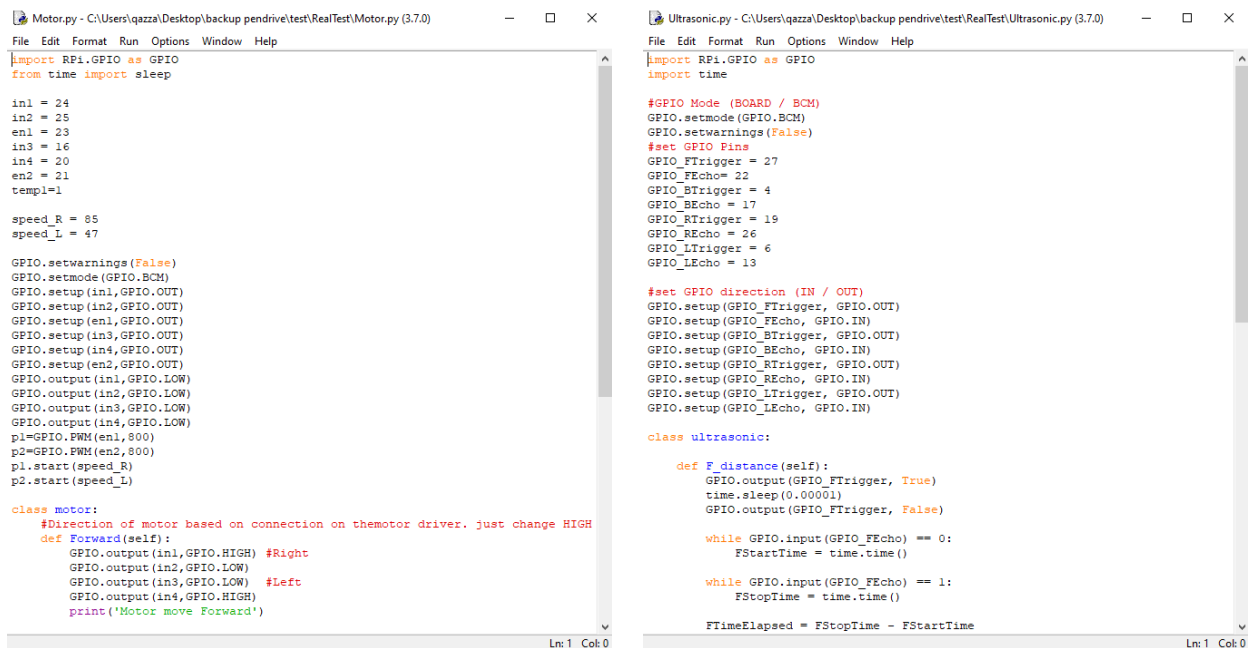 Motor.py - C:\Users\qazza\Desktop\backup pendrive\test\RealTest\Motor.py (3.7.0)
File Edit Format Run Options Window Help
import RPi.GPIO as GPIO
from time import sleep

in1 = 24
in2 = 25
en1 = 23
in3 = 16
in4 = 20
en2 = 21
temp1=1

speed_R = 85
speed_L = 47

GPIO.setwarnings(False)
GPIO.setmode(GPIO.BCM)
GPIO.setup(in1,GPIO.OUT)
GPIO.setup(in2,GPIO.OUT)
GPIO.setup(en1,GPIO.OUT)
GPIO.setup(in3,GPIO.OUT)
GPIO.setup(in4,GPIO.OUT)
GPIO.setup(en2,GPIO.OUT)
GPIO.output(in1,GPIO.LOW)
GPIO.output(in2,GPIO.LOW)
GPIO.output(in3,GPIO.LOW)
GPIO.output(in4,GPIO.LOW)
p1=GPIO.PWM(en1,800)
p2=GPIO.PWM(en2,800)
p1.start(speed_R)
p2.start(speed_L)

class motor:
    #Direction of motor based on connection on themotor driver. just change HIGH
    def Forward(self):
        GPIO.output(in1,GPIO.HIGH) #Right
        GPIO.output(in2,GPIO.LOW)
        GPIO.output(in3,GPIO.LOW)  #Left
        GPIO.output(in4,GPIO.HIGH)
        print('Motor move Forward')
Ln: 1 Col: 0
Ultrasonic.py - C:\Users\qazza\Desktop\backup pendrive\test\RealTest\Ultrasonic.py (3.7.0)
File Edit Format Run Options Window Help
import RPi.GPIO as GPIO
import time

#GPIO Mode (BOARD / BCM)
GPIO.setmode(GPIO.BCM)
GPIO.setwarnings(False)
#set GPIO Pins
GPIO_FTrigger = 27
GPIO_FEcho= 22
GPIO_BTrigger = 4
GPIO_BEcho = 17
GPIO_RTrigger = 19
GPIO_REcho = 26
GPIO_LTrigger = 6
GPIO_LEcho = 13

#set GPIO direction (IN / OUT)
GPIO.setup(GPIO_FTrigger, GPIO.OUT)
GPIO.setup(GPIO_FEcho, GPIO.IN)
GPIO.setup(GPIO_BTrigger, GPIO.OUT)
GPIO.setup(GPIO_BEcho, GPIO.IN)
GPIO.setup(GPIO_RTrigger, GPIO.OUT)
GPIO.setup(GPIO_REcho, GPIO.IN)
GPIO.setup(GPIO_LTrigger, GPIO.OUT)
GPIO.setup(GPIO_LEcho, GPIO.IN)

class ultrasonic:

    def F_distance(self):
        GPIO.output(GPIO_FTrigger, True)
        time.sleep(0.00001)
        GPIO.output(GPIO_FTrigger, False)

        while GPIO.input(GPIO_FEcho) == 0:
            FStartTime = time.time()

        while GPIO.input(GPIO_FEcho) == 1:
            FStopTime = time.time()

        FTimeElapsed = FStopTime - FStartTime
Ln: 1 Col: 0